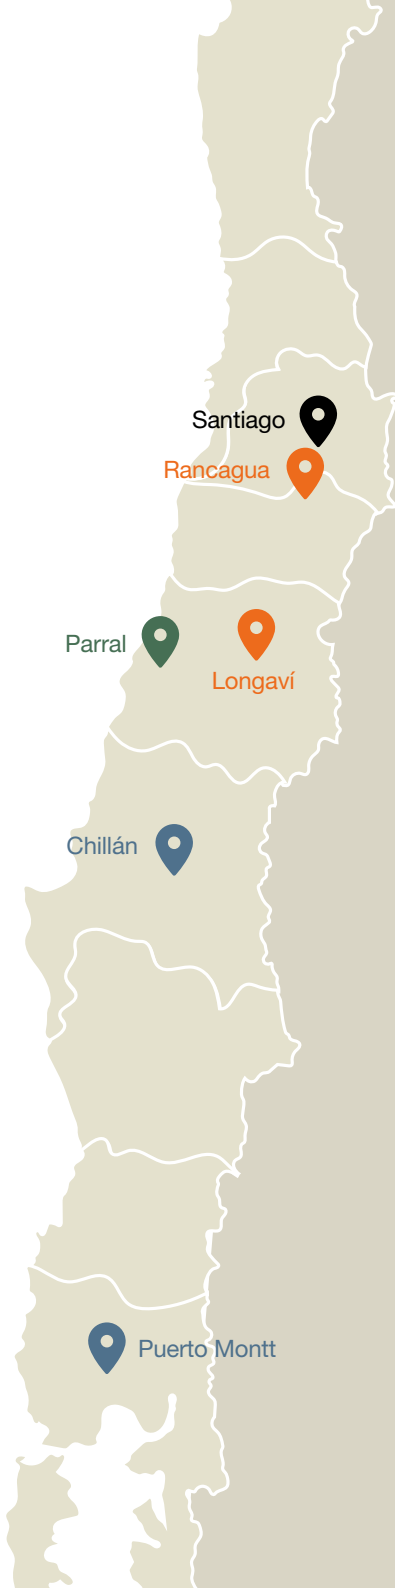 Santiago
Rancagua
Parral
Longaví
Chillán
Puerto Montt